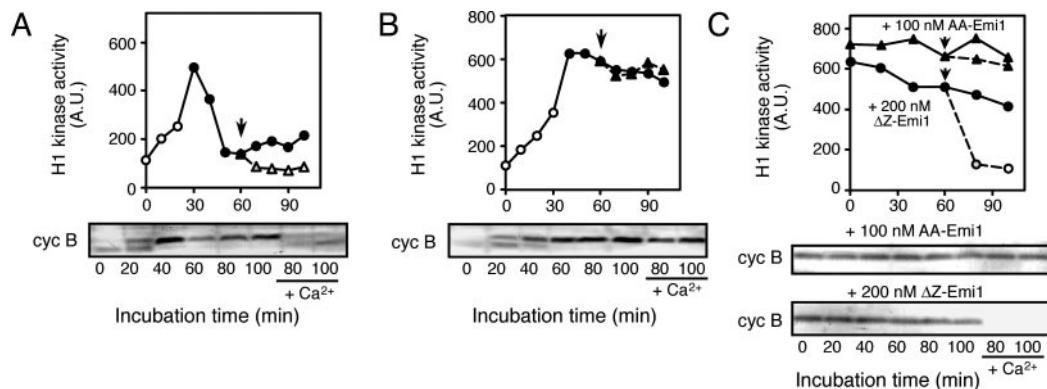 A
H1 kinase activity
(A.U.)
600
400
200
0
0 30 60 90
cyc B
0 20 40 60 80 100 80 100
+ Ca²⁺
Incubation time (min)
B
H1 kinase activity
(A.U.)
800
600
400
200
0
0 30 60 90
cyc B
0 20 40 60 80 100 80 100
+ Ca²⁺
Incubation time (min)
C
H1 kinase activity
(A.U.)
800
600
400
200
800
+ 100 nM AA-Emi1
+ 200 nM
ΔZ-Emi1
0 30 60 90
+ 100 nM AA-Emi1
cyc B
+ 200 nM ΔZ-Emi1
cyc B
0 20 40 60 80 100 80 100
+ Ca²⁺
Incubation time (min)